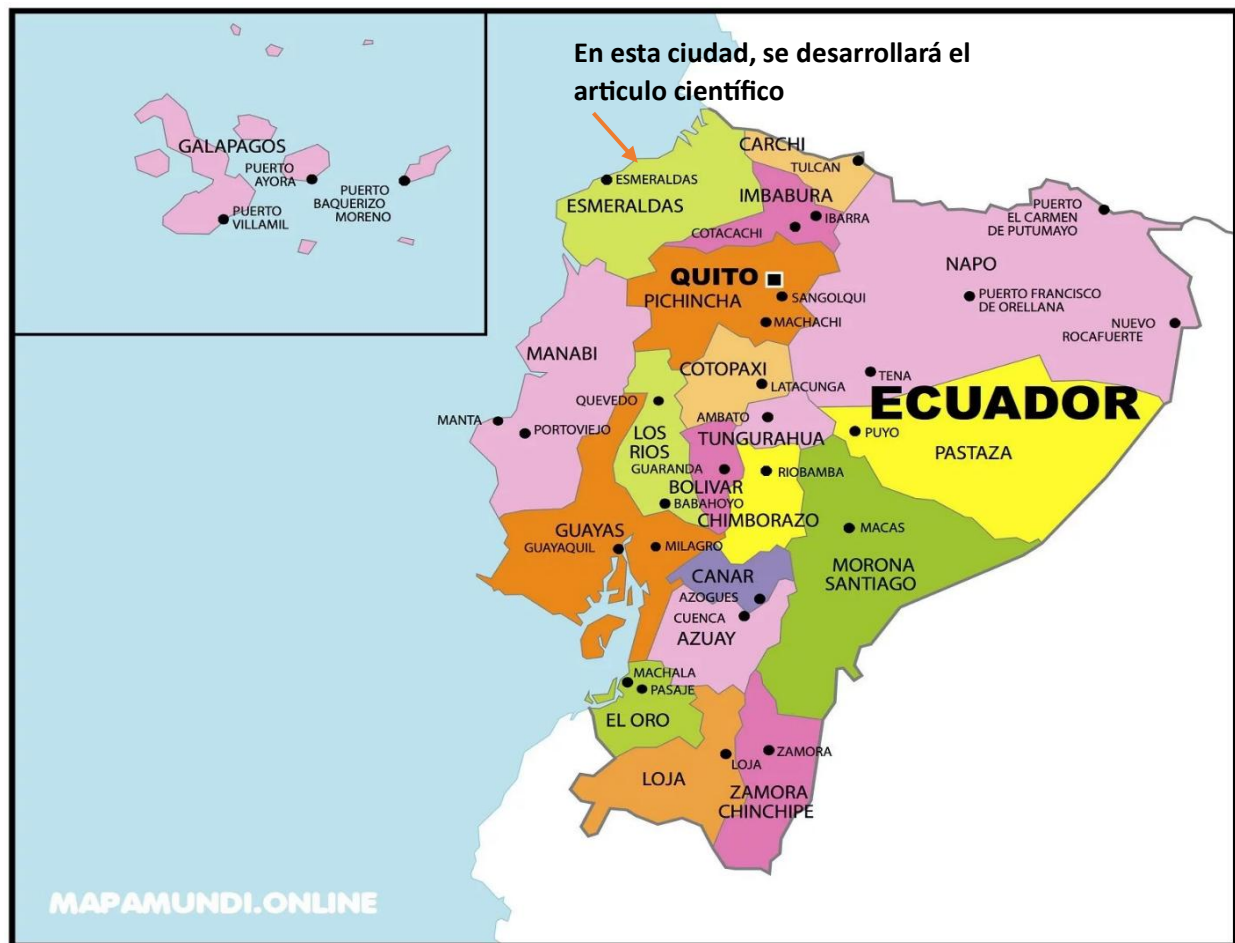 En esta ciudad, se desarrollará el
articulo científico
GALAPAGOS
PUERTO
AYORA
PUERTO
BAQUERIZO
MORENO
PUERTO
VILLAMIL
CARCHI
TULCAN
ESMERALDAS
ESMERALDAS
IMBABURA
IBARRA
COTACACHI
PUERTO
EL CARMEN
DE PUTUMAYO
QUITO
PICHINCHA
SANGOLQUI
MACHACHI
NAPO
PUERTO FRANCISCO
DE ORELLANA
NUEVO
ROCAFUERTE
MANABI
COTOPAXI
LATACUNGA
TENA
ECUADOR
QUEVEDO
AMBATO
MANTA
PORTOVIEJO
LOS
RIOS
TUNGURAHUA
PUYO
PASTAZA
GUARANDA
BOLIVAR
RIOBAMBA
BABAHOYO
CHIMBORAZO
MACAS
GUAYAS
GUAYAQUIL
MILAGRO
MORONA
SANTIAGO
CANAR
AZOGUES
CUENCA
AZUAY
MACHALA
PASAJE
EL ORO
LOJA
LOJA
ZAMORA
ZAMORA
CHINCHIPE
MAPAMUNDI.ONLINE